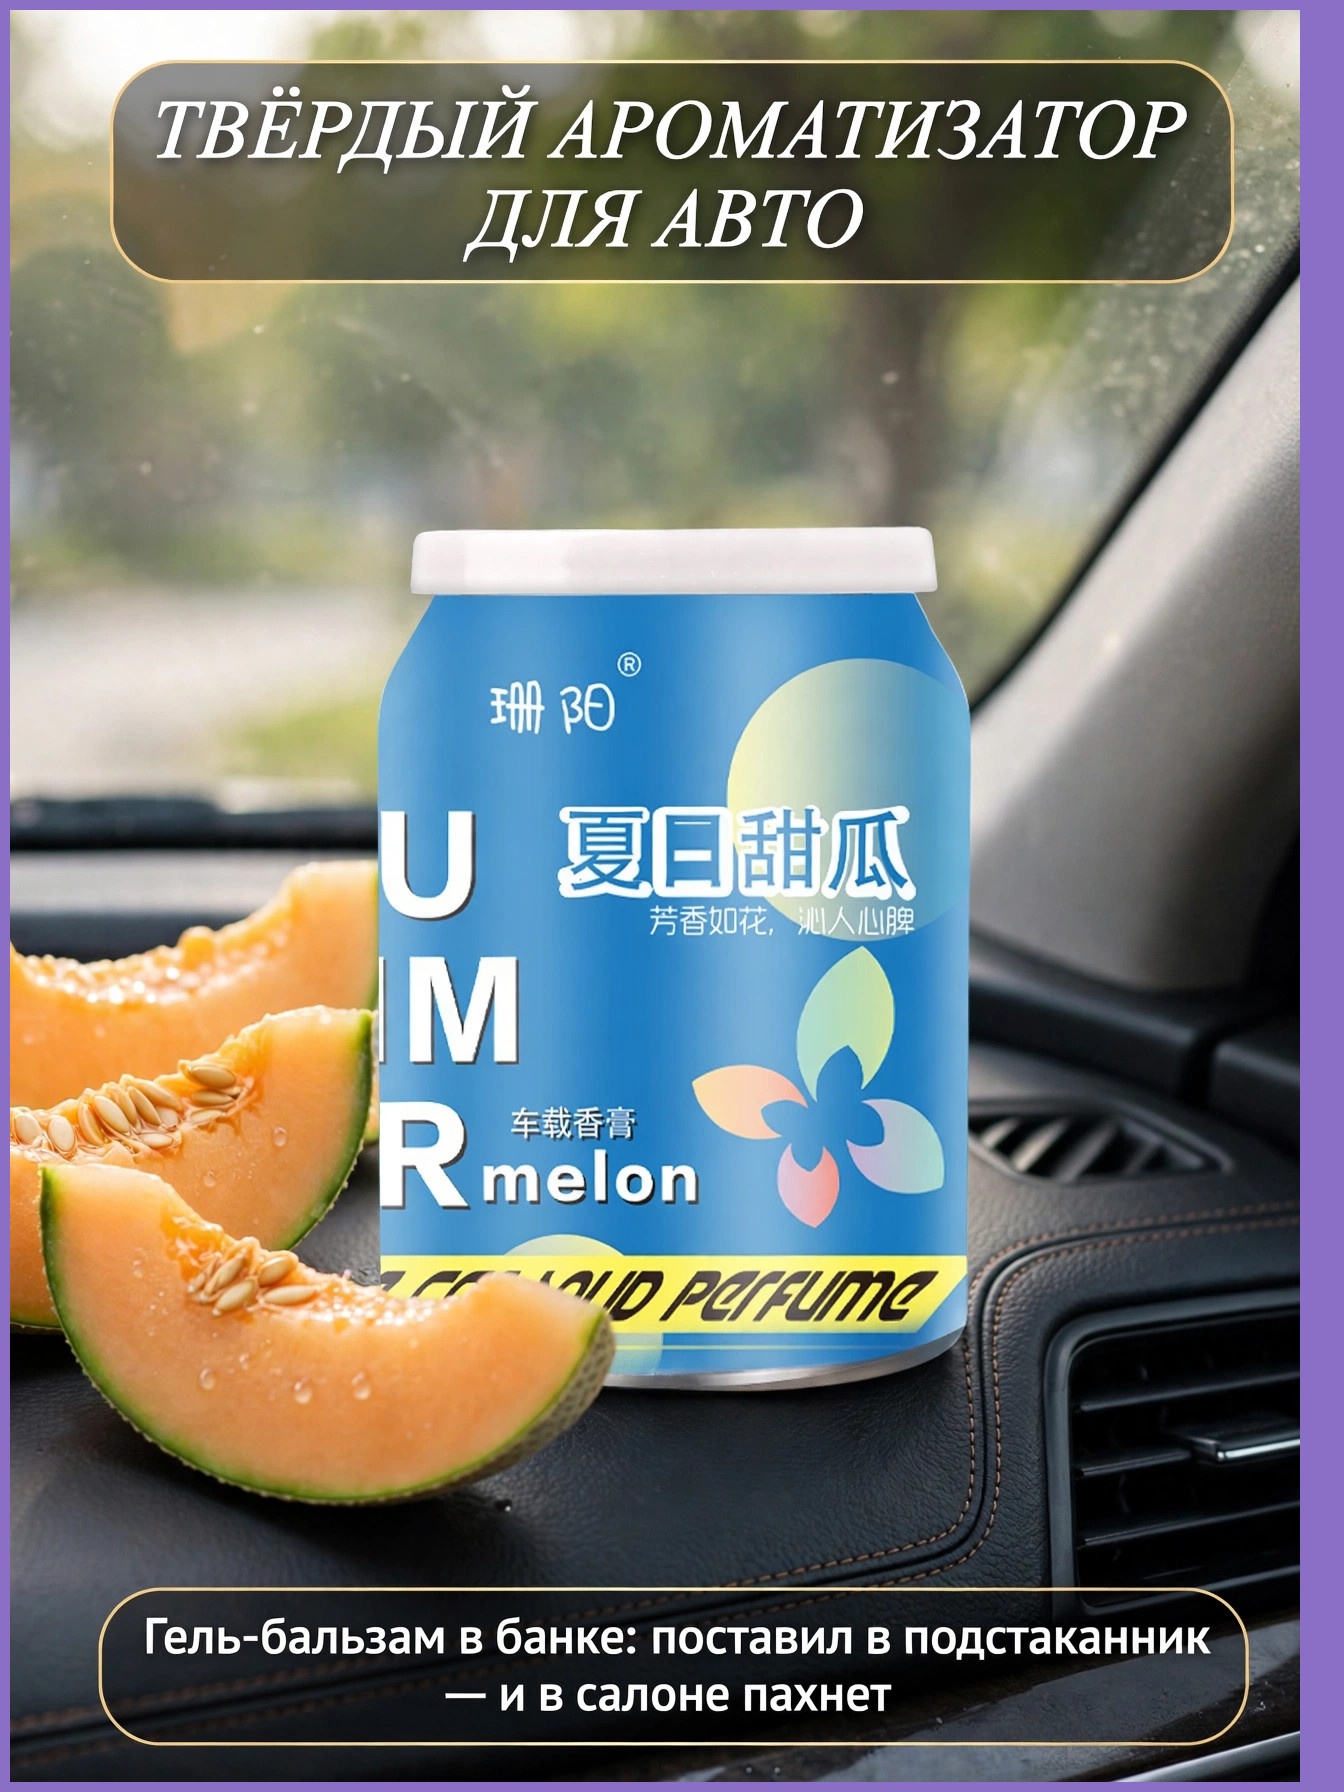 ТВЁРДЫЙ АРОМАТИЗАТОР
ДЛЯ АВТО
珊阳®
U
夏日甜瓜
芳香如花，沁人心脾
IM
车载香膏
R melon
PERFUME
Гель-бальзам в банке: поставил в подстаканник
— и в салоне пахнет